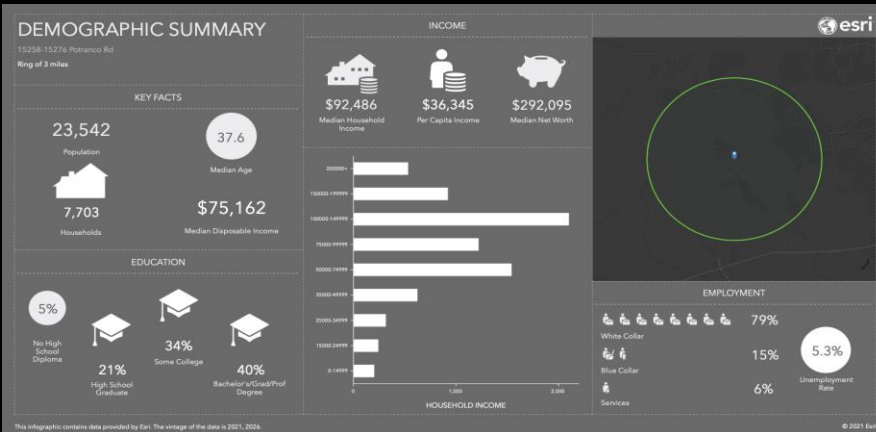 DEMOGRAPHIC SUMMARY
15258-15276 Potranco Rd
Ring of 3 miles
KEY FACTS
23,542
Population
37.6
Median Age
7,703
Households
$75,162
Median Disposable Income
EDUCATION
5%
No High
School
Diploma
21%
High School
Graduate
34%
Some College
40%
Bachelor's/Grad/Prof
Degree
INCOME
$92,486
Median Household
Income
$36,345
Per Capita Income
$292,095
Median Net Worth
200000+
150000-199999
100000-149999
75000-99999
50000-74999
35000-49999
25000-34999
15000-24999
0-14999
0
1,000
2,000
HOUSEHOLD INCOME
esri
EMPLOYMENT
79%
White Collar
15%
Blue Collar
6%
Services
5.3%
Unemployment
Rate
This infographic contains data provided by Esri. The vintage of the data is 2021, 2026.
© 2021 Esri